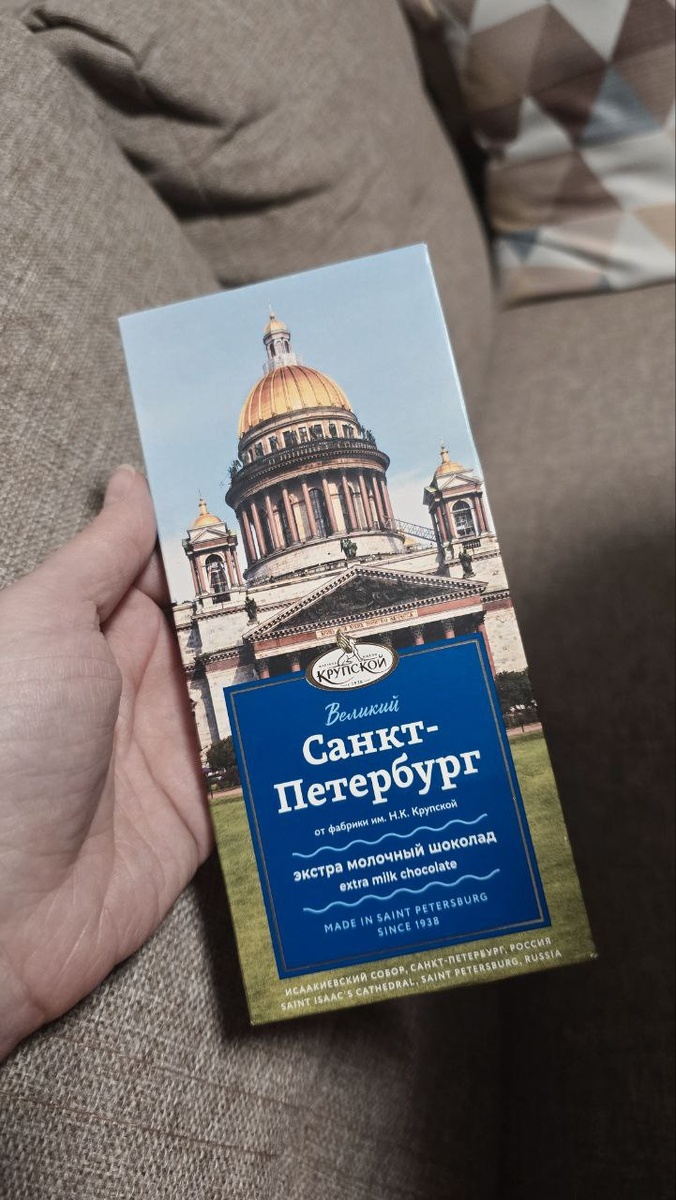 КРУПСКОЙ
Великий
Санкт-
Петербург
от фабрики им. Н.К. Крупской
экстра молочный шоколад
extra milk chocolate
MADE IN SAINT PETERSBURG
SINCE 1938
ИСААКИЕВСКИЙ СОБОР, САНКТ-ПЕТЕРБУРГ, РОССИЯ
SAINT ISAAC'S CATHEDRAL, SAINT PETERSBURG, RUSSIA